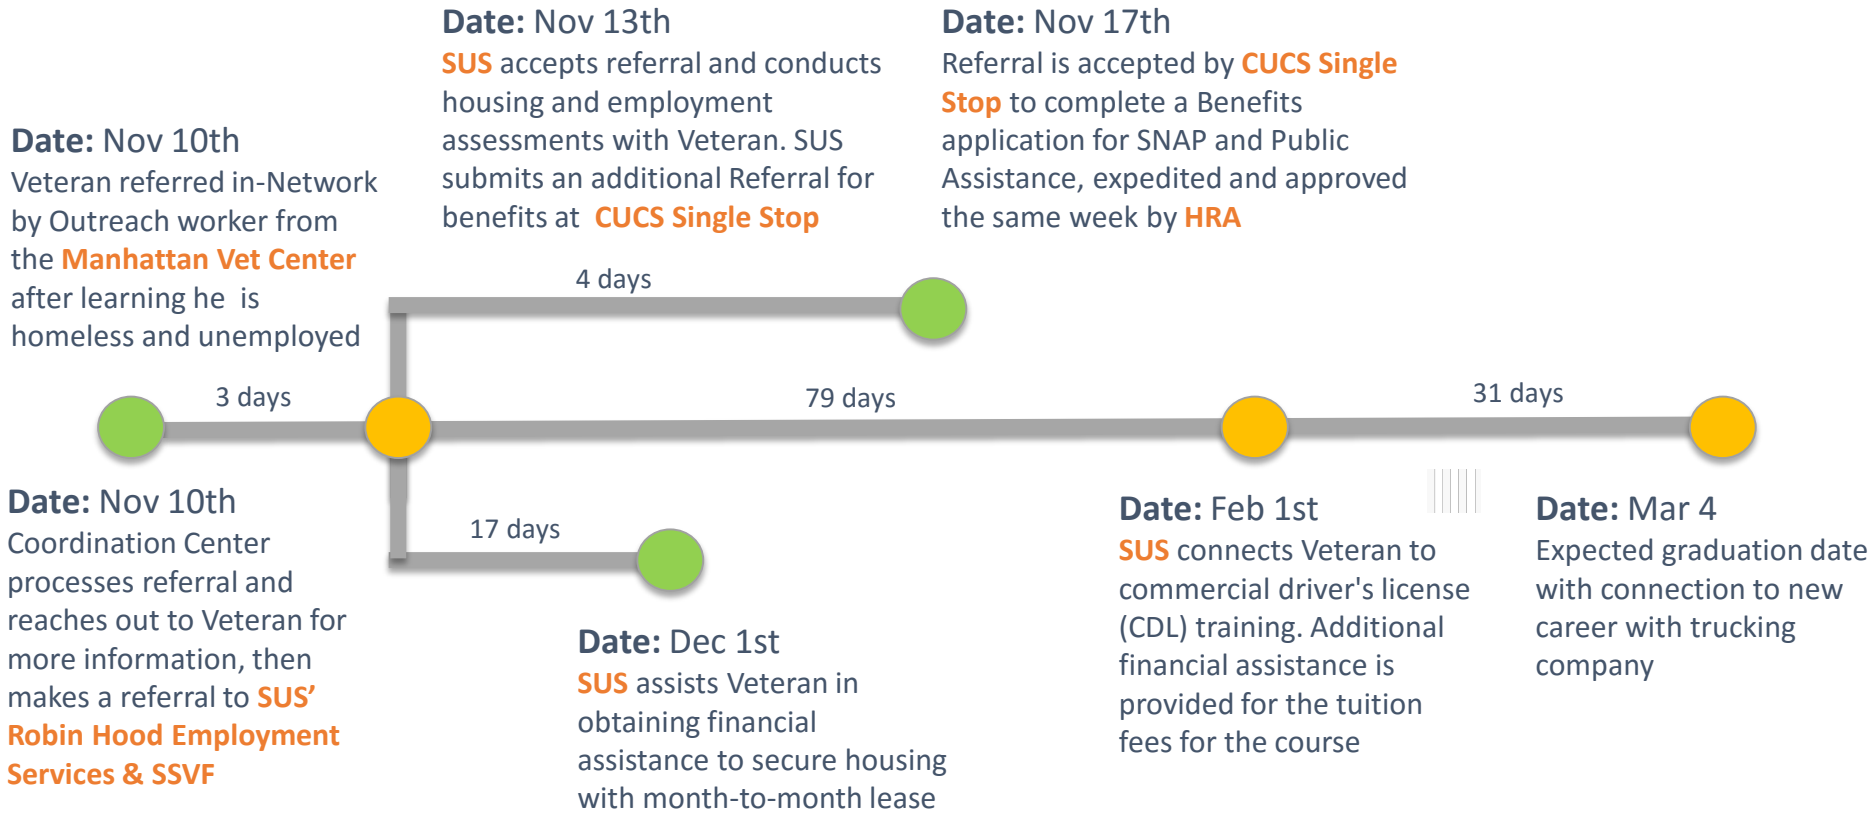 Date: Nov 10th
Veteran referred in-Network
by Outreach worker from
the Manhattan Vet Center
after learning he  is
homeless and unemployed
Date: Nov 13th
SUS accepts referral and conducts
housing and employment
assessments with Veteran. SUS
submits an additional Referral for
benefits at  CUCS Single Stop
Date: Nov 17th
Referral is accepted by CUCS Single
Stop to complete a Benefits
application for SNAP and Public
Assistance, expedited and approved
the same week by HRA
4 days
3 days
79 days
31 days
17 days
Date: Nov 10th
Coordination Center
processes referral and
reaches out to Veteran for
more information, then
makes a referral to SUS’
Robin Hood Employment
Services & SSVF
Date: Dec 1st
SUS assists Veteran in
obtaining financial
assistance to secure housing
with month-to-month lease
Date: Feb 1st
SUS connects Veteran to
commercial driver's license
(CDL) training. Additional
financial assistance is
provided for the tuition
fees for the course
Date: Mar 4
Expected graduation date
with connection to new
career with trucking
company